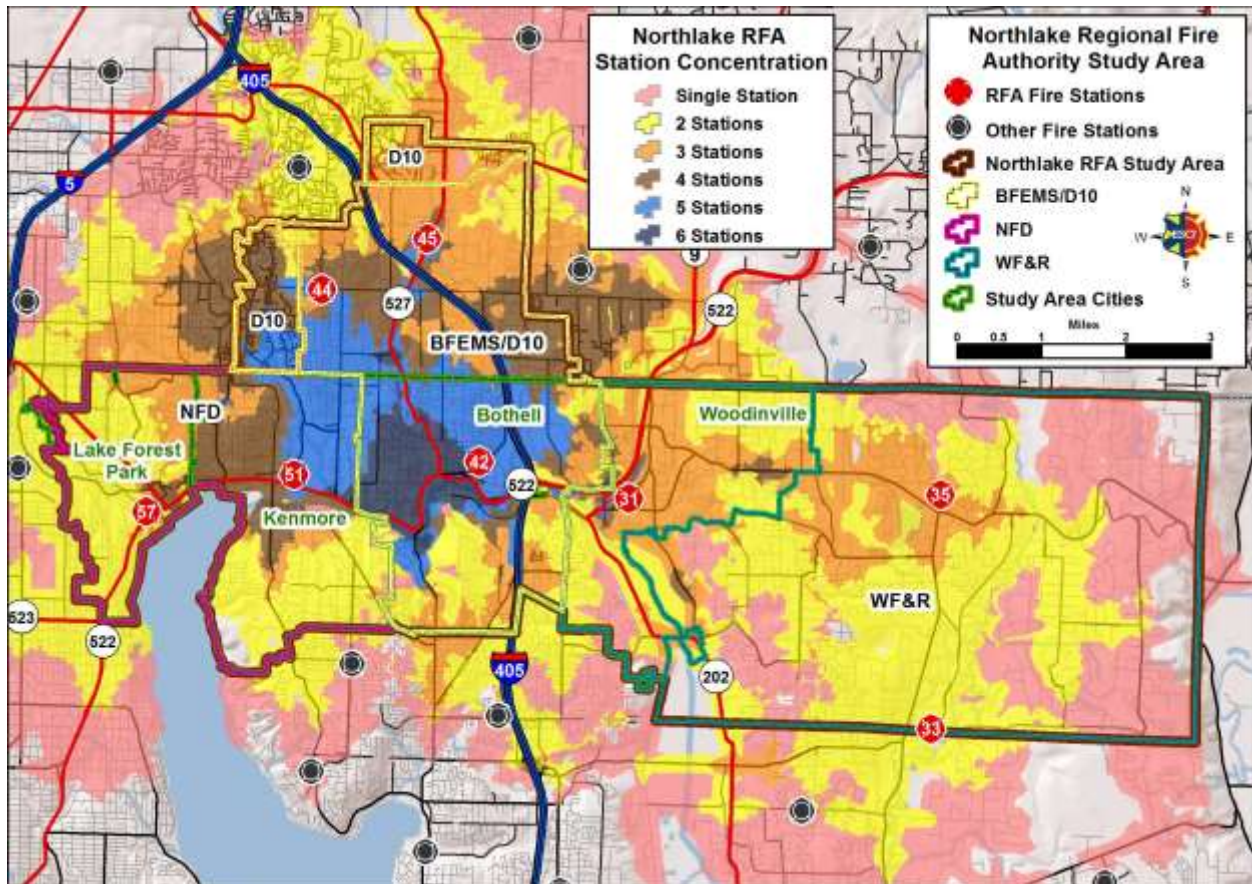 Northlake RFA
Station Concentration
Single Station
2 Stations
3 Stations
4 Stations
5 Stations
6 Stations
Northlake Regional Fire
Authority Study Area
RFA Fire Stations
Other Fire Stations
Northlake RFA Study Area
BFEMS/D10
NFD
WF&R
Study Area Cities
N
W
E
S
Miles
0
0.5
1
2
3
405
5
D10
45
44
527
9
522
D10
BFEMS/D10
NFD
Bothell
Woodinville
Lake Forest
Park
51
42
522
31
35
57
Kenmore
WF&R
523
522
405
202
33